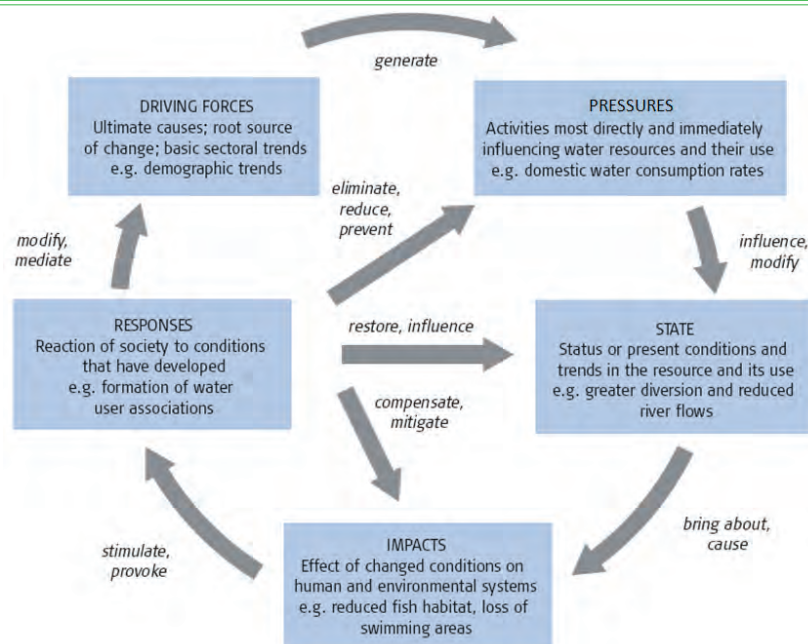 generate
DRIVING FORCES
Ultimate causes; root source
of change; basic sectoral trends
e.g. demographic trends
PRESSURES
Activities most directly and immediately
influencing water resources and their use
e.g. domestic water consumption rates
eliminate,
reduce,
prevent
modify,
mediate
influence,
modify
RESPONSES
Reaction of society to conditions
that have developed
e.g. formation of water
user associations
restore, influence
STATE
Status or present conditions and
trends in the resource and its use
e.g. greater diversion and reduced
river flows
compensate,
mitigate
stimulate,
provoke
bring about,
cause
IMPACTS
Effect of changed conditions on
human and environmental systems
e.g. reduced fish habitat, loss of
swimming areas